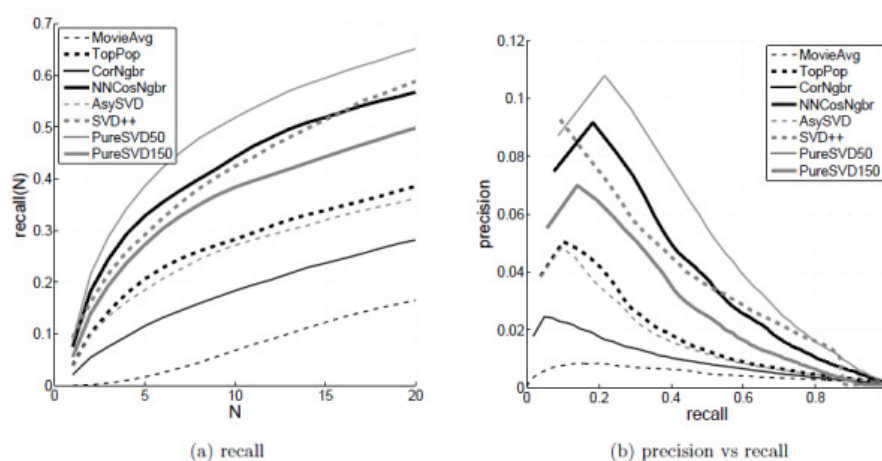 0.7
0.6
0.5
0.4
0.3
0.2
0.1
0
5
10
15
20
recall(N)
N
MovieAvg
TopPop
CorNgbr
NNCosNgbr
AsySVD
SVD++
PureSVD50
PureSVD150
(a) recall
0.12
0.1
0.08
0.06
0.04
0.02
0
0
0.2
0.4
0.6
0.8
precision
recall
MovieAvg
TopPop
CorNgbr
NNCosNgbr
AsySVD
SVD++
PureSVD50
PureSVD150
(b) precision vs recall